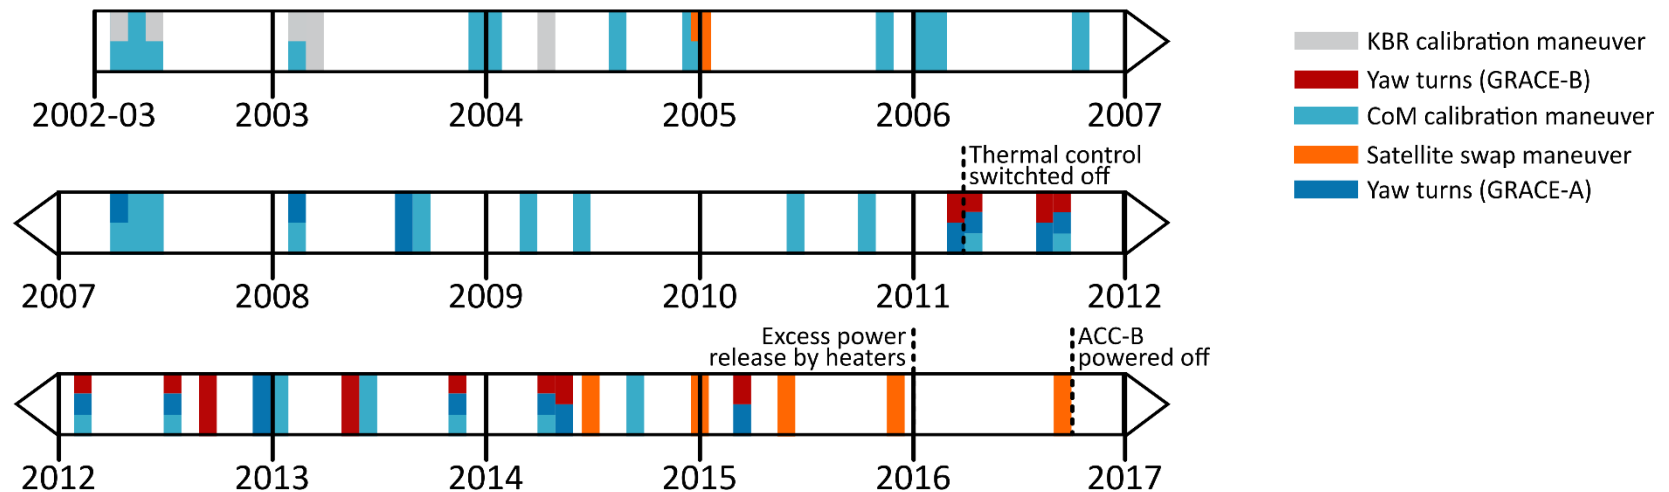 2002-03 2003 2004 2005 2006 2007
KBR calibration maneuver
Yaw turns (GRACE-B)
CoM calibration maneuver
Satellite swap maneuver
Yaw turns (GRACE-A)
Thermal control
switchted off
2007 2008 2009 2010 2011 2012
Excess power
release by heaters
ACC-B
powered off
2012 2013 2014 2015 2016 2017